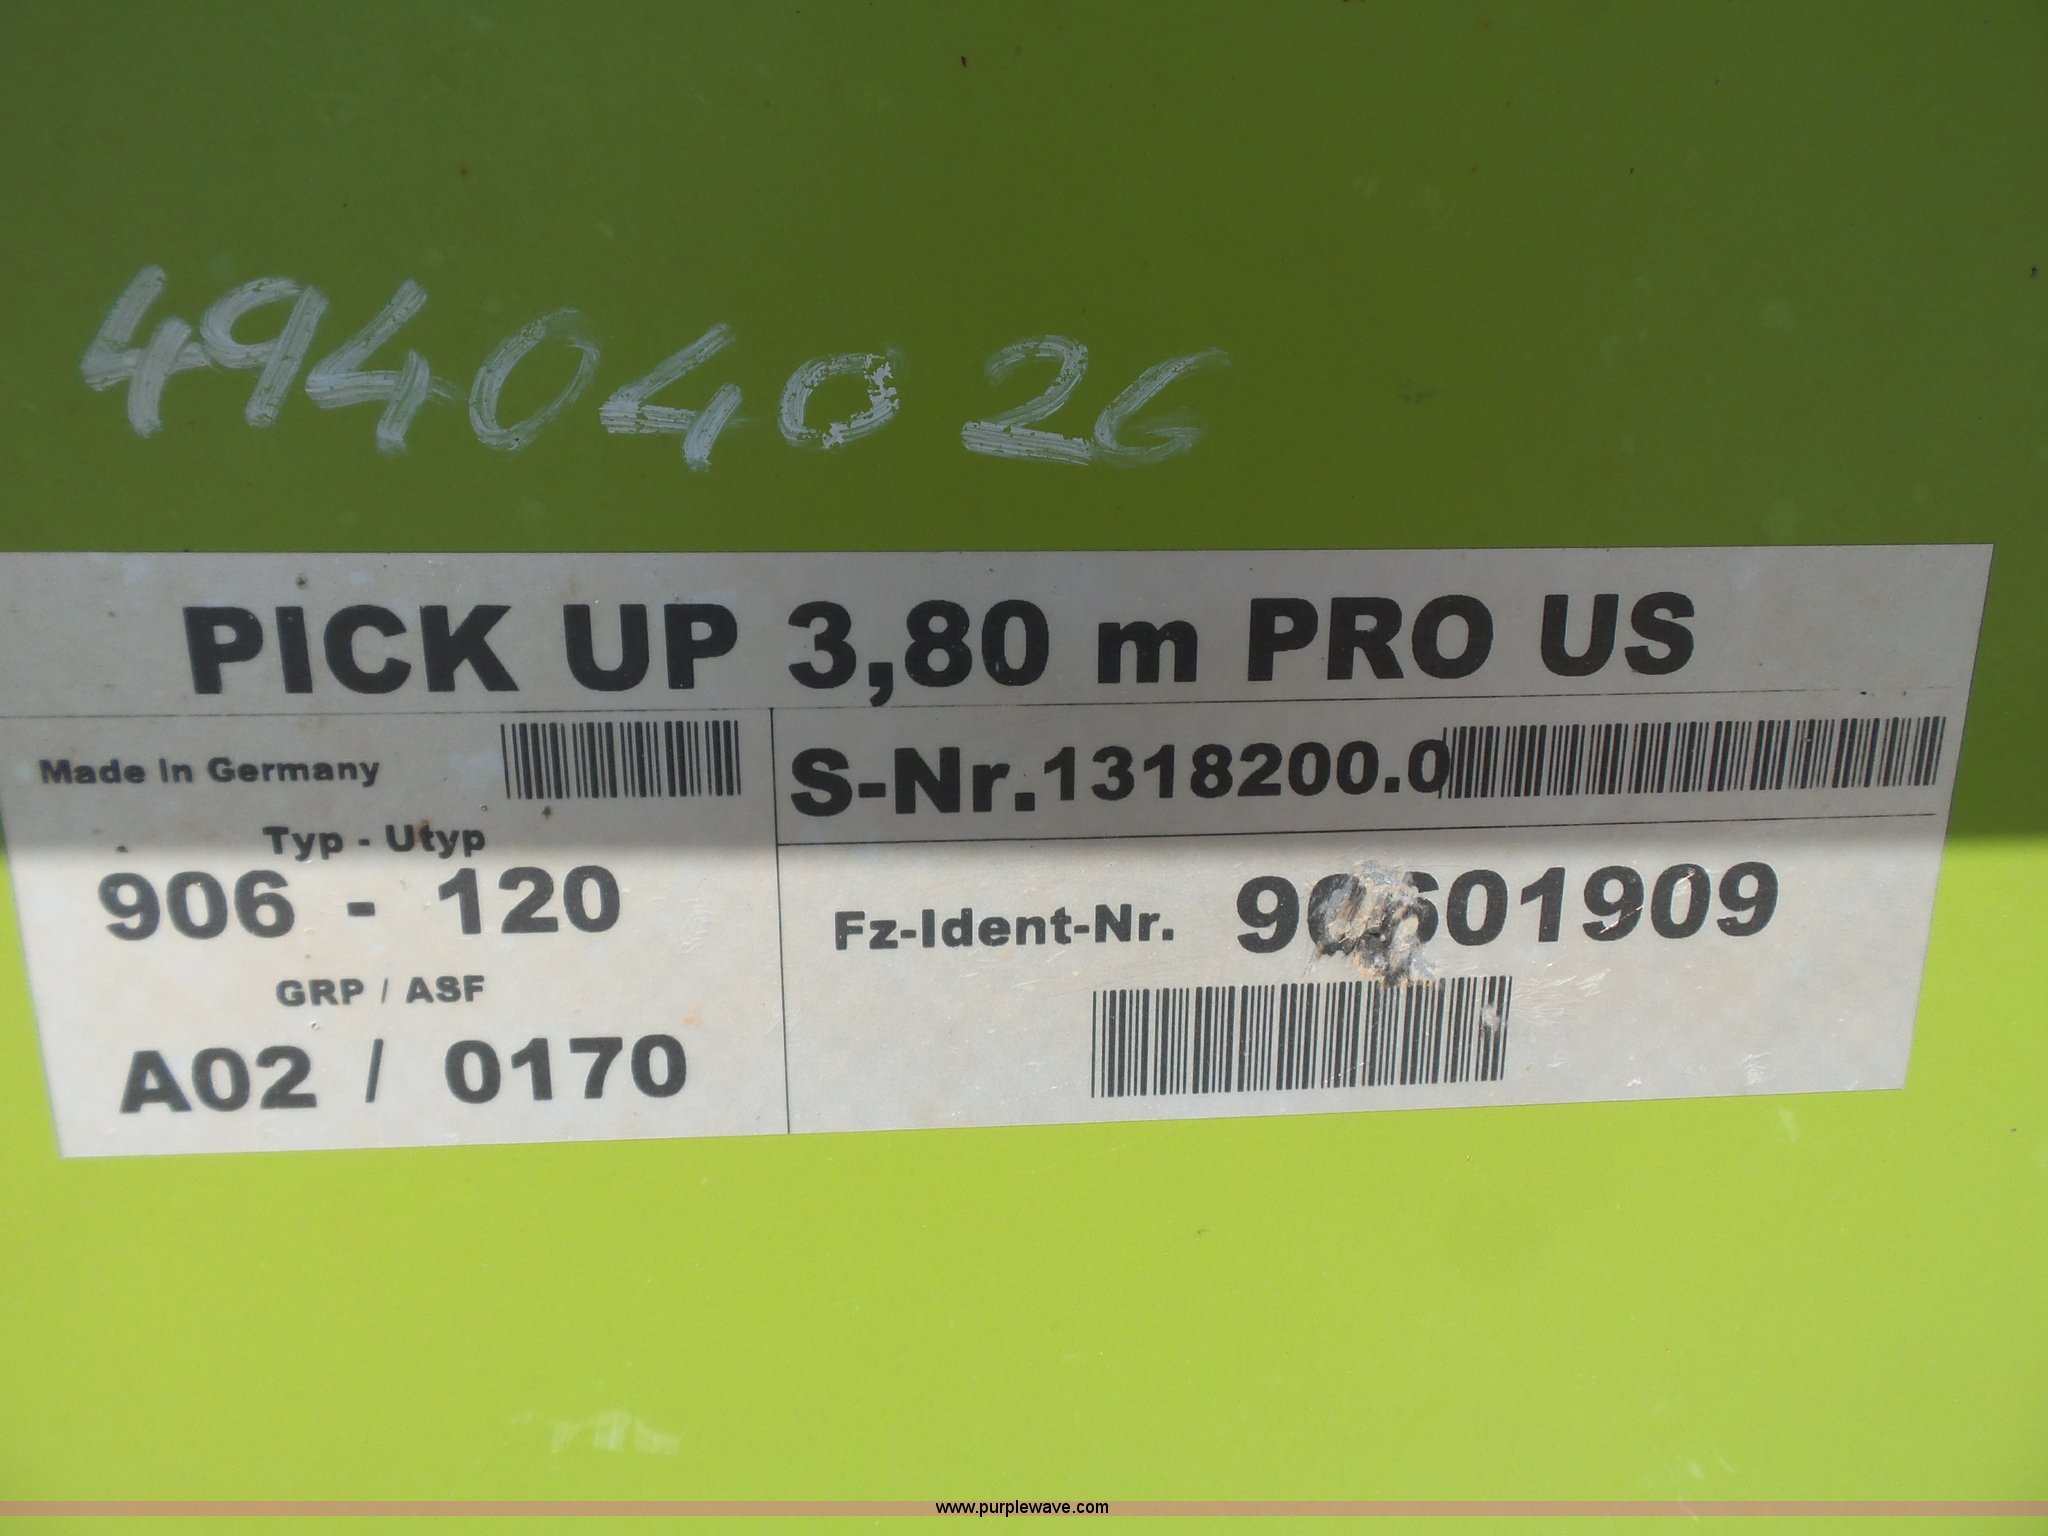 49404026
PICK UP 3,80 m PRO US
Made in Germany
S-Nr. 1318200.0
Typ - Utyp
906 - 120
Fz-Ident-Nr. 90601909
GRP / ASF
A02 / 0170
www.purplewave.com